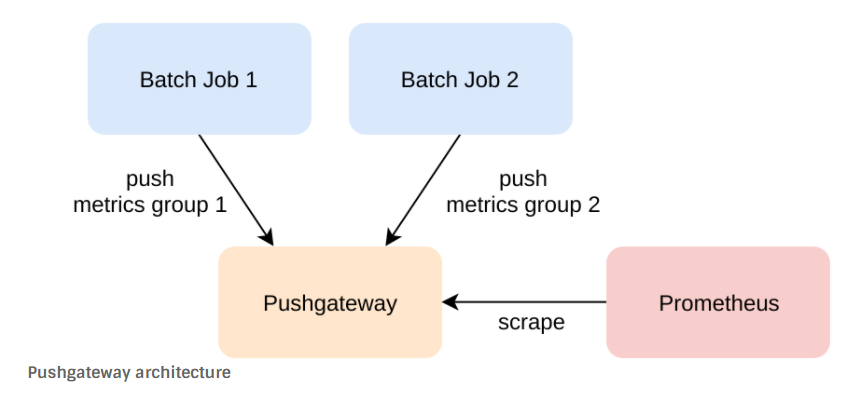 Batch Job 1
Batch Job 2
push
metrics group 1
push
metrics group 2
Pushgateway
Prometheus
scrape
Pushgateway architecture